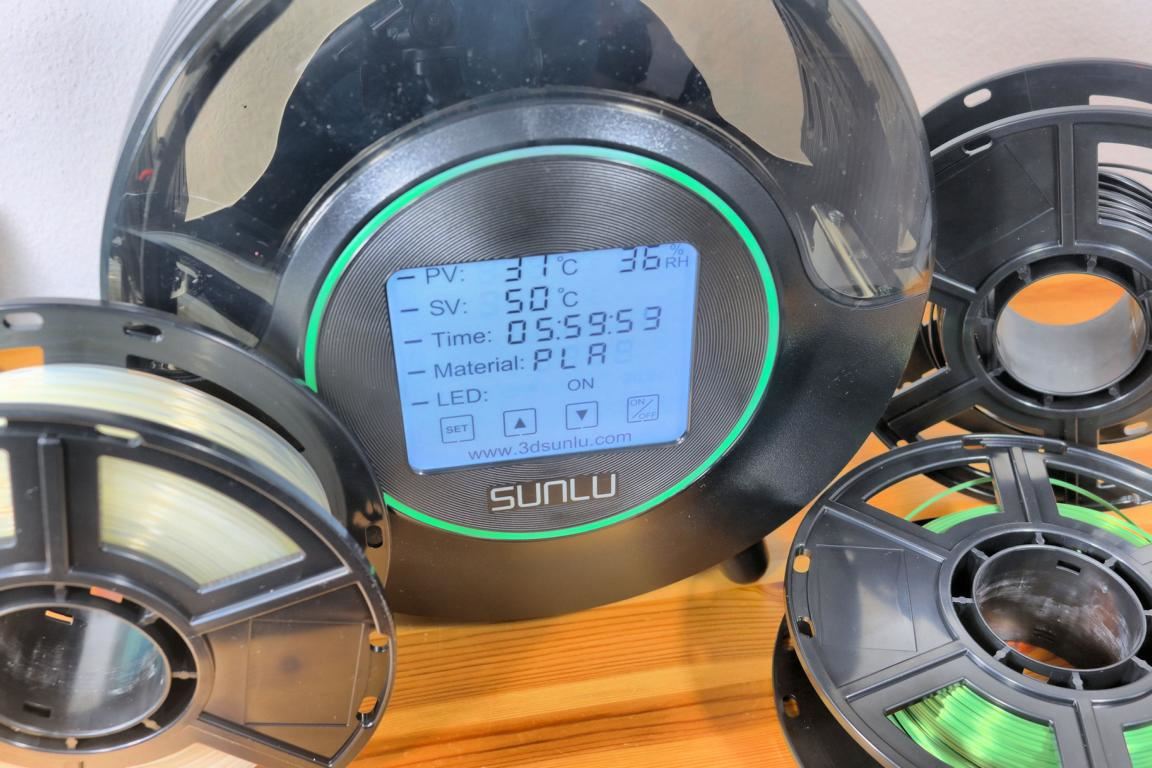 PV: 31°C 36 %RH
SV: 50°C
Time: 05:59:59
Material: PLA
LED: ON
SET ▲ ▼ ON/OFF
www.3dsunlu.com
SUNLU